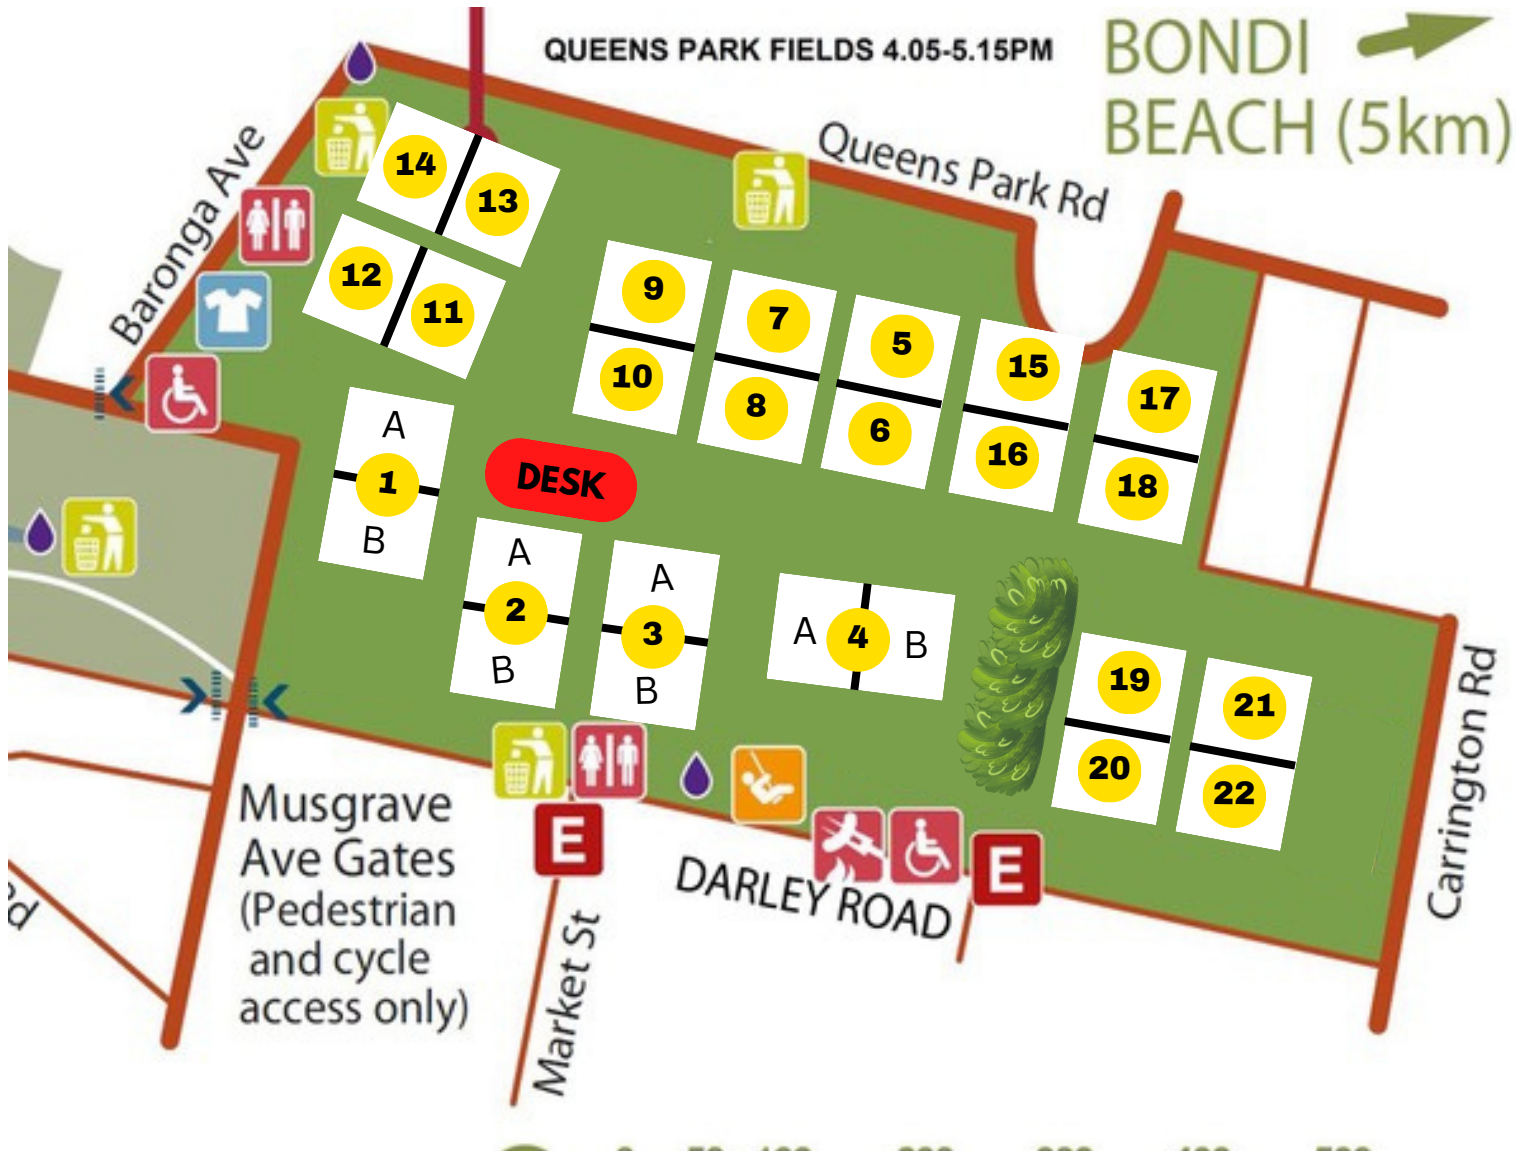 QUEENS PARK FIELDS 4.05-5.15PM
BONDI
BEACH (5km)
Queens Park Rd
Baronga Ave
14
13
12
11
9
7
5
15
17
10
8
6
16
18
A
1
B
DESK
A
2
B
A
3
B
A 4 B
19
21
20
22
Carrington Rd
Musgrave
Ave Gates
(Pedestrian
and cycle
access only)
E
E
DARLEY ROAD
Market St